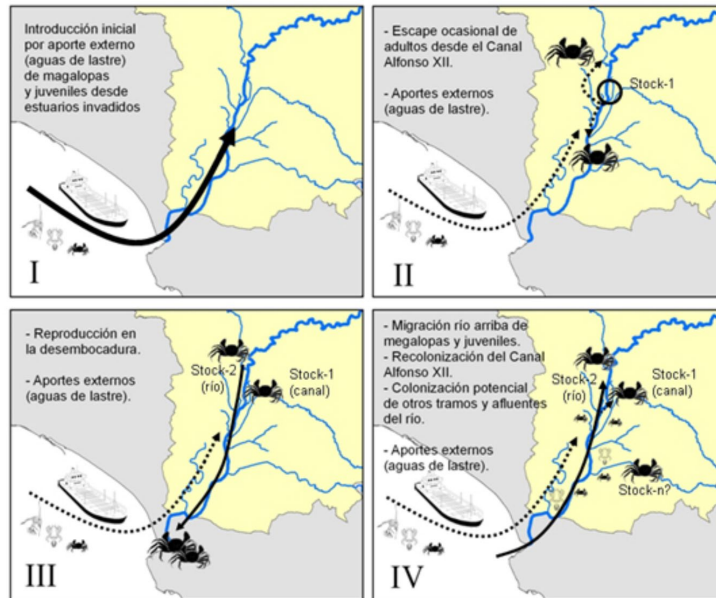 Introducción inicial
por aporte externo
(aguas de lastre)
de magalopas
y juveniles desde
estuarios invadidos
I
- Escape ocasional de
adultos desde el Canal
Alfonso XII.
- Aportes externos
(aguas de lastre).
Stock-1
II
- Reproducción en
la desembocadura.
- Aportes externos
(aguas de lastre).
Stock-2
(río)
Stock-1
(canal)
III
- Migración río arriba de
megalopas y juveniles.
- Recolonización del Canal
Alfonso XII.
- Colonización potencial
de otros tramos y afluentes
del río.
- Aportes externos
(aguas de lastre).
Stock-2
(río)
Stock-1
(canal)
Stock-n?
IV